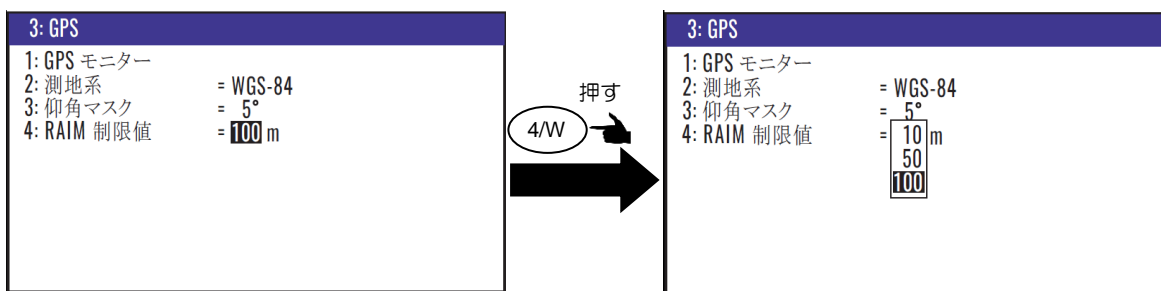 3: GPS
1: GPS モニター
2: 測地系 = WGS-84
3: 仰角マスク = 5°
4: RAIM 制限値 = 100 m
押す
4/W
3: GPS
1: GPS モニター
2: 測地系 = WGS-84
3: 仰角マスク = 5°
4: RAIM 制限値 = 10 m
50
100